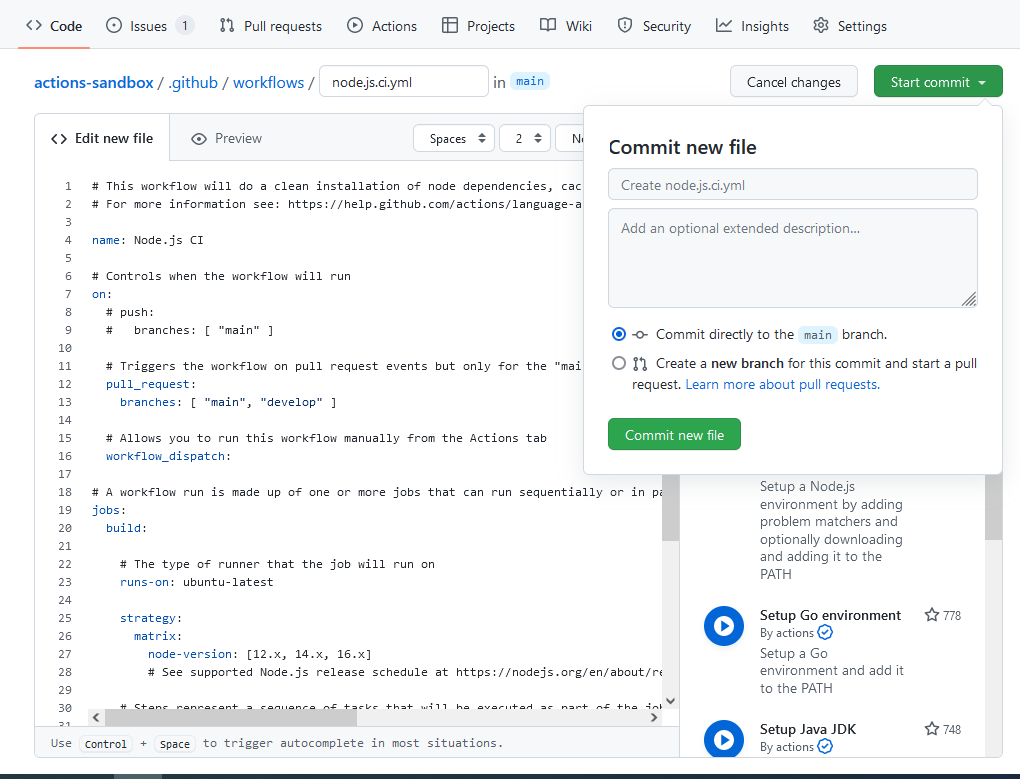 Code
Issues 1
Pull requests
Actions
Projects
Wiki
Security
Insights
Settings
actions-sandbox / .github / workflows / node.js.ci.yml in main
Cancel changes
Start commit
Edit new file
Preview
Spaces
2
1 # This workflow will do a clean installation of node dependencies, cac
2 # For more information see: https://help.github.com/actions/language-a
3
4 name: Node.js CI
5
6 # Controls when the workflow will run
7 on:
8 # push:
9 # branches: [ "main" ]
10
11 # Triggers the workflow on pull request events but only for the "mai
12 pull_request:
13 branches: [ "main", "develop" ]
14
15 # Allows you to run this workflow manually from the Actions tab
16 workflow_dispatch:
17
18 # A workflow run is made up of one or more jobs that can run sequentially or in pa
19 jobs:
20 build:
21
22 # The type of runner that the job will run on
23 runs-on: ubuntu-latest
24
25 strategy:
26 matrix:
27 node-version: [12.x, 14.x, 16.x]
28 # See supported Node.js release schedule at https://nodejs.org/en/about/re
29
30 # Steps represent a sequence of tasks that will be executed as part of the job
31
Use Control + Space to trigger autocomplete in most situations.
Commit new file
Create node.js.ci.yml
Add an optional extended description...
Commit directly to the main branch.
Create a new branch for this commit and start a pull
request. Learn more about pull requests.
Commit new file
Setup a Node.js
environment by adding
problem matchers and
optionally downloading
and adding it to the
PATH
Setup Go environment 778
By actions
Setup a Go
environment and add it
to the PATH
Setup Java JDK 748
By actions